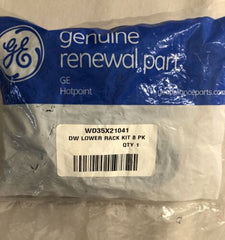 GE
genuine
renewal part
GE
Hotpoint
WD35X21041
DW LOWER RACK KIT 8 PK
QTY 1